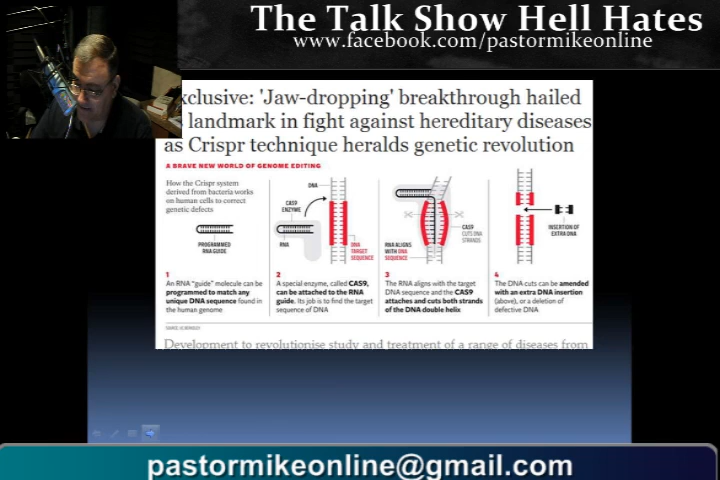 The Talk Show Hell Hates
www.facebook.com/pastormikeonline
xclusive: 'Jaw-dropping' breakthrough hailed
landmark in fight against hereditary diseases
as Crispr technique heralds genetic revolution
A BRAVE NEW WORLD OF GENOME EDITING
How the Crispr system
derived from bacteria works
on human cells to correct
genetic defects
PROGRAMMED
RNA GUIDE
1
An RNA "guide" molecule can be
programmed to match any
unique DNA sequence found in
the human genome
DNA
CAS9
ENZYME
RNA
DNA
TARGET
SEQUENCE
2
A special enzyme, called CAS9,
can be attached to the RNA
guide. Its job is to find the target
sequence of DNA
CAS9
CUTS DNA
STRANDS
RNA ALIGNS
WITH DNA
SEQUENCE
3
The RNA aligns with the target
DNA sequence and the CAS9
attaches and cuts both strands
of the DNA double helix
INSERTION OF
EXTRA DNA
4
The DNA cuts can be amended
with an extra DNA insertion
(above), or a deletion of
defective DNA
SOURCE: UC BERKELEY
Development to revolutionise study and treatment of a range of diseases from
pastormikeonline@gmail.com